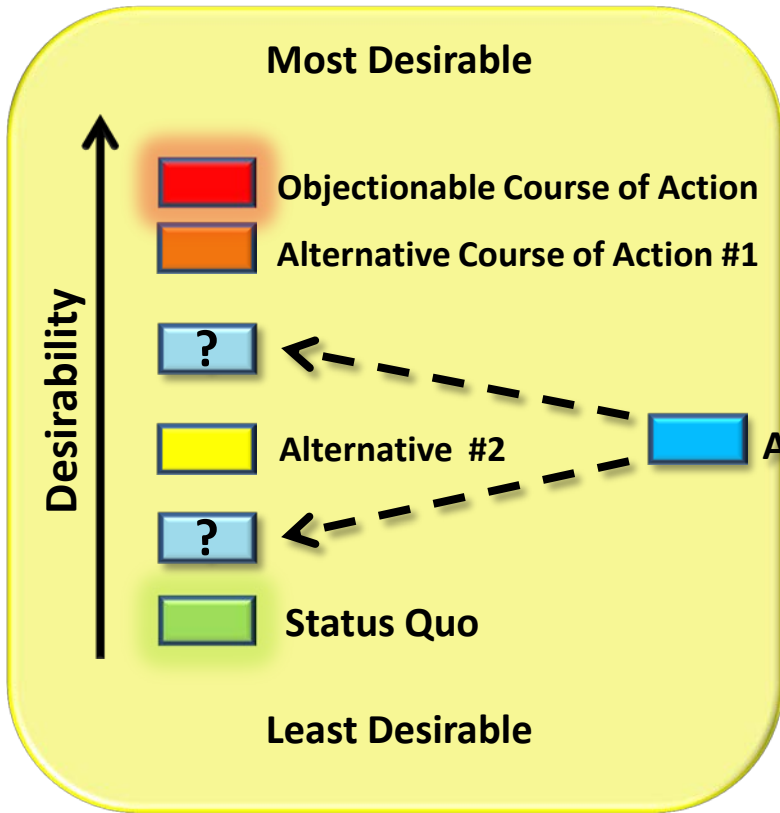 Most Desirable
Objectionable Course of Action
Alternative Course of Action #1
?
Desirability
Alternative #2
A
?
Status Quo
Least Desirable